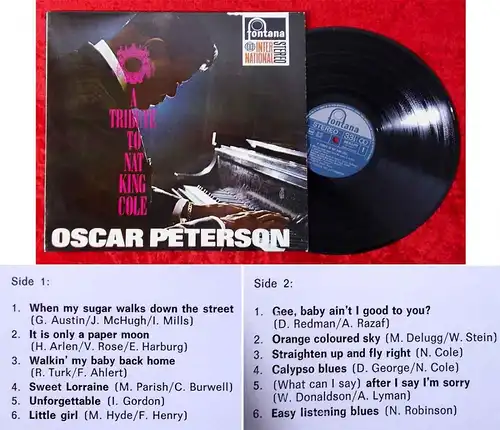 fontana
INTER
NATIONAL
STEREO
A
TRIBUTE
TO
NAT
KING
COLE
OSCAR PETERSON
fontana
STEREO
1
Side 1:
1. When my sugar walks down the street
(G. Austin/J. McHugh/I. Mills)
2. It is only a paper moon
(H. Arlen/V. Rose/E. Harburg)
3. Walkin' my baby back home
(R. Turk/F. Ahlert)
4. Sweet Lorraine (M. Parish/C. Burwell)
5. Unforgettable (I. Gordon)
6. Little girl (M. Hyde/F. Henry)
Side 2:
1. Gee, baby ain't I good to you?
(D. Redman/A. Razaf)
2. Orange coloured sky (M. Delugg/W. Stein)
3. Straighten up and fly right (N. Cole)
4. Calypso blues (D. George/N. Cole)
5. (What can I say) after I say I'm sorry
(W. Donaldson/A. Lyman)
6. Easy listening blues (N. Robinson)